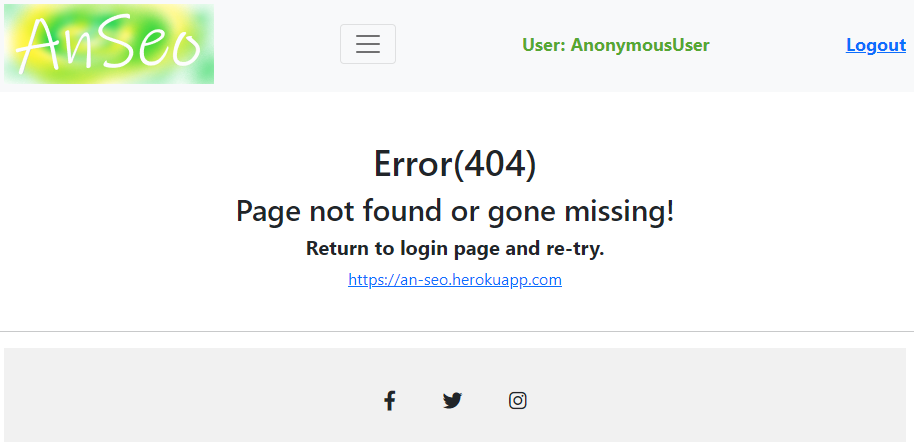 AnSeo
User: AnonymousUser
Logout
Error(404)
Page not found or gone missing!
Return to login page and re-try.
https://an-seo.herokuapp.com